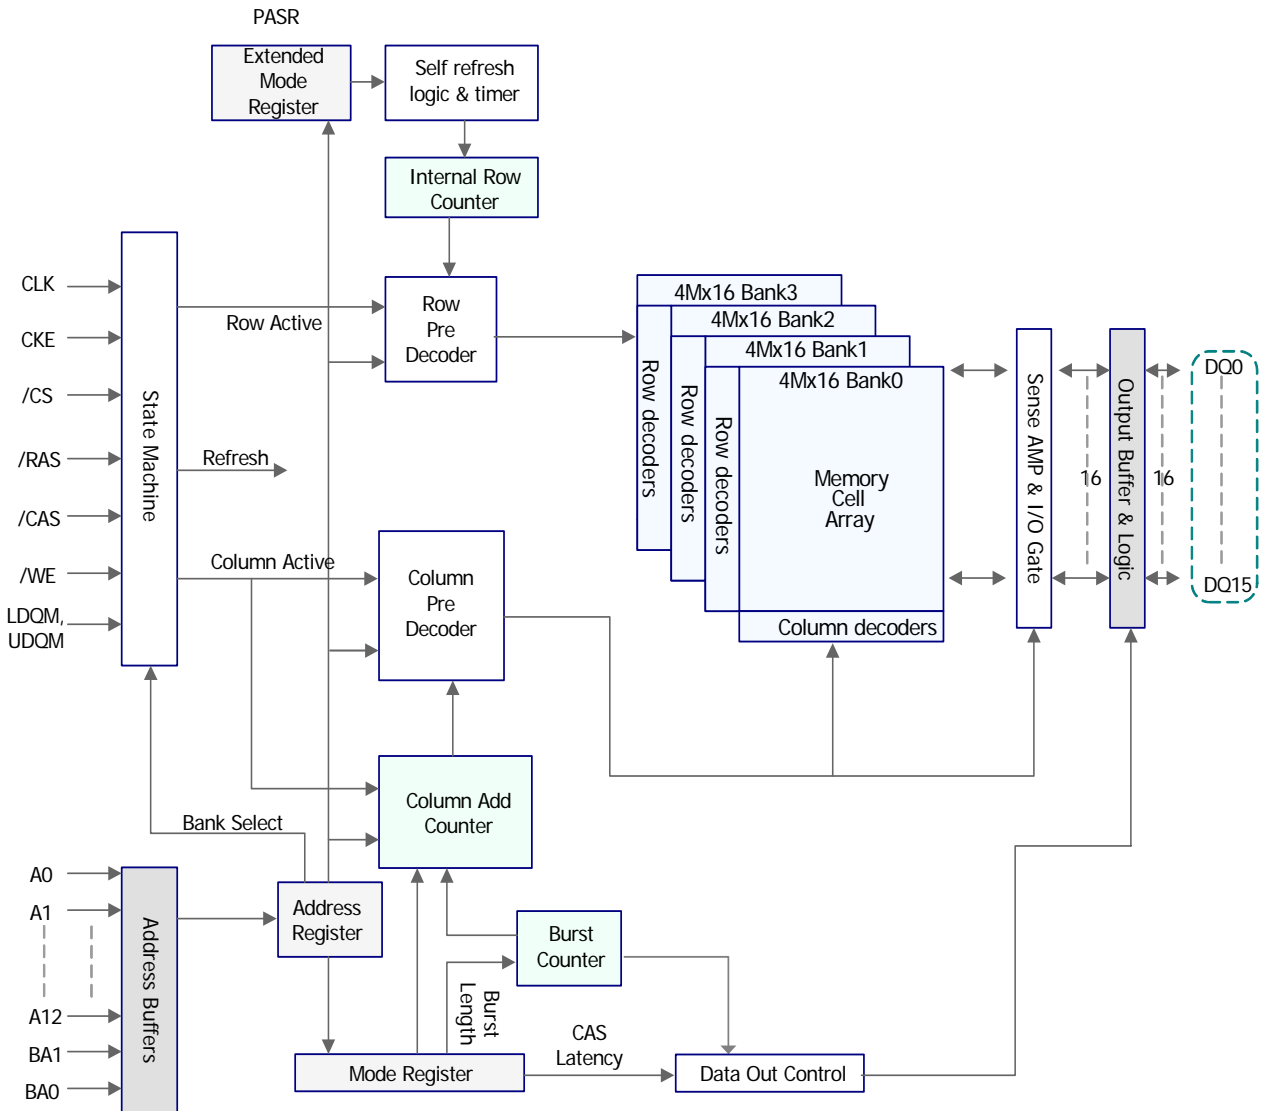 PASR
Extended
Mode
Register
Self refresh
logic & timer
Internal Row
Counter
CLK
CKE
/CS
/RAS
/CAS
/WE
LDQM,
UDQM
State Machine
Row Active
Refresh
Column Active
Row
Pre
Decoder
Column
Pre
Decoder
4Mx16 Bank3
4Mx16 Bank2
4Mx16 Bank1
4Mx16 Bank0
Row decoders
Row decoders
Row decoders
Memory
Cell
Array
Column decoders
Sense AMP & I/O Gate
16
Output Buffer & Logic
16
DQ0
DQ15
Column Add
Counter
Bank Select
A0
A1
A12
BA1
BA0
Address Buffers
Address
Register
Burst
Counter
Burst
Length
CAS
Latency
Mode Register
Data Out Control